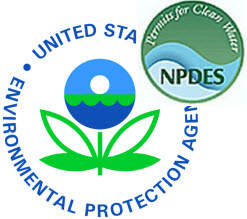 UNITED STA
• ENVIRONMENTAL PROTECTION AGEN
Permits for Clean Water
NPDES